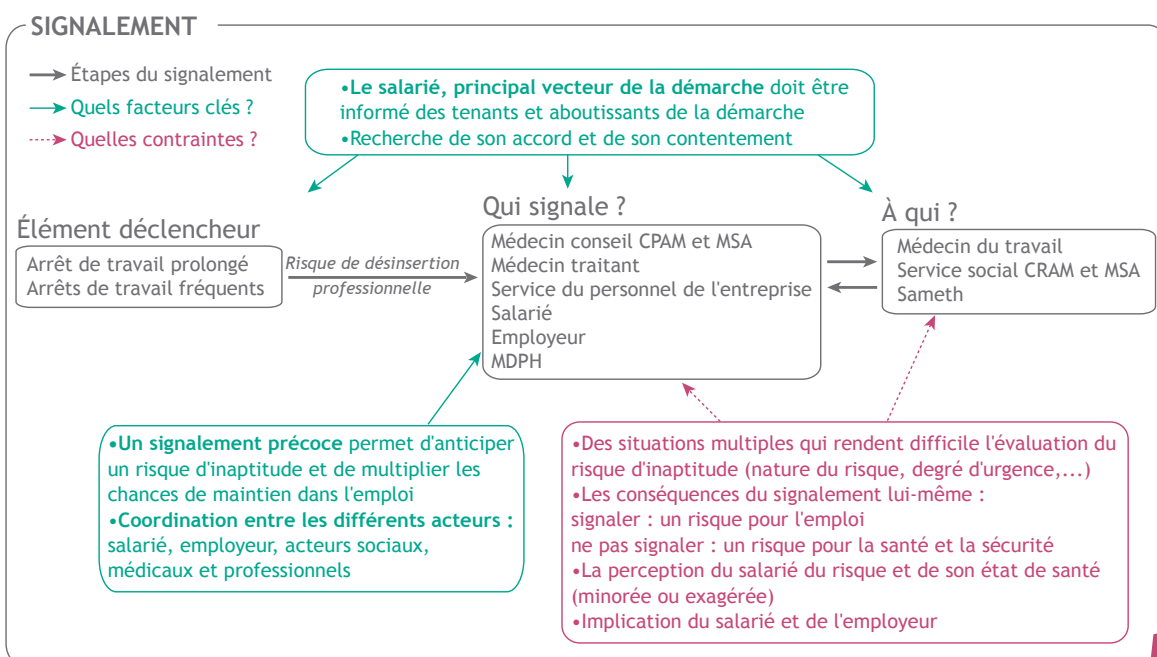 SIGNALEMENT
Étapes du signalement
Quels facteurs clés ?
Quelles contraintes ?
•Le salarié, principal vecteur de la démarche doit être
informé des tenants et aboutissants de la démarche
•Recherche de son accord et de son contentement
Élément déclencheur
Arrêt de travail prolongé
Arrêts de travail fréquents
Risque de désinsertion
professionnelle
Qui signale ?
Médecin conseil CPAM et MSA
Médecin traitant
Service du personnel de l'entreprise
Salarié
Employeur
MDPH
À qui ?
Médecin du travail
Service social CRAM et MSA
Sameth
•Un signalement précoce permet d'anticiper
un risque d'inaptitude et de multiplier les
chances de maintien dans l'emploi
•Coordination entre les différents acteurs :
salarié, employeur, acteurs sociaux,
médicaux et professionnels
•Des situations multiples qui rendent difficile l'évaluation du
risque d'inaptitude (nature du risque, degré d'urgence,...)
•Les conséquences du signalement lui-même :
signaler : un risque pour l'emploi
ne pas signaler : un risque pour la santé et la sécurité
•La perception du salarié du risque et de son état de santé
(minorée ou exagérée)
•Implication du salarié et de l'employeur